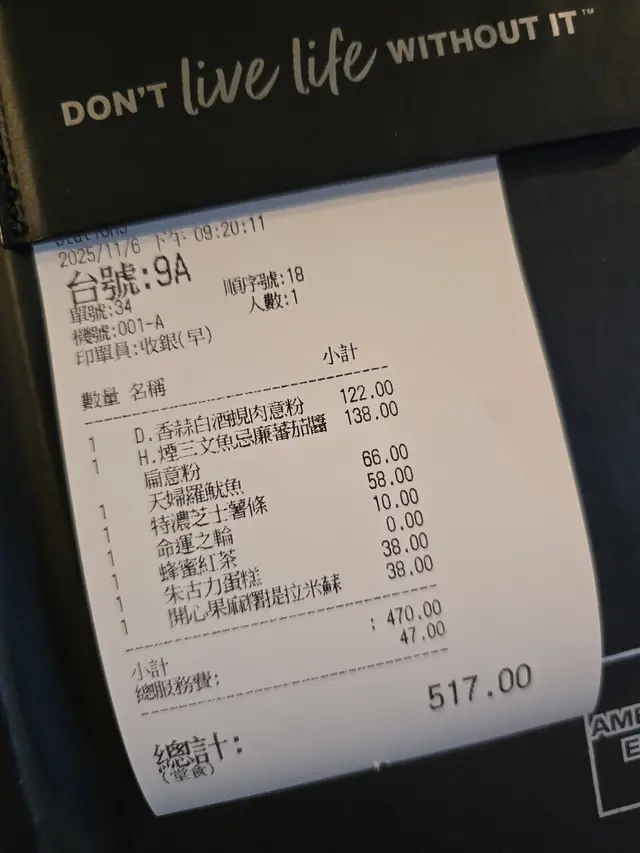 DON'T live life WITHOUT IT™
2025/11/6 下午 09:20:11
台號:9A
單號:34 順序號:18
機號:001-A 人數:1
印單員:收銀(早)
數量 名稱 小計
1 D.香蒜白酒蜆肉意粉 122.00
1 H.煙三文魚忌廉蕃茄醬 138.00
扁意粉
1 天婦羅魷魚 66.00
1 特濃芝士薯條 58.00
1 命運之輪 10.00
1 蜂蜜紅茶 0.00
1 朱古力蛋糕 38.00
1 開心果麻糬提拉米蘇 38.00
小計 : 470.00
總服務費: 47.00
總計: 517.00
(堂食)